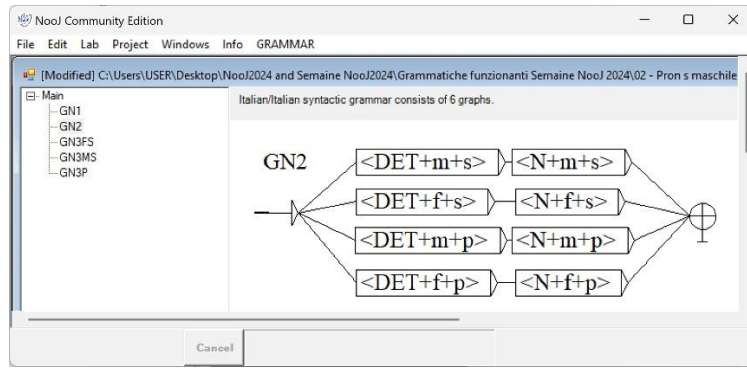 NooJ Community Edition
File Edit Lab Project Windows Info GRAMMAR
[Modified] C:\Users\USER\Desktop\NooJ2024 and Semaine NooJ2024\Grammatiche funzionanti Semaine NooJ 2024\02 - Pron s maschile
Main
GN1
GN2
GN3FS
GN3MS
GN3P
Italian/Italian syntactic grammar consists of 6 graphs.
GN2
<DET+m+s> <N+m+s>
<DET+f+s> <N+f+s>
<DET+m+p> <N+m+p>
<DET+f+p> <N+f+p>
Cancel